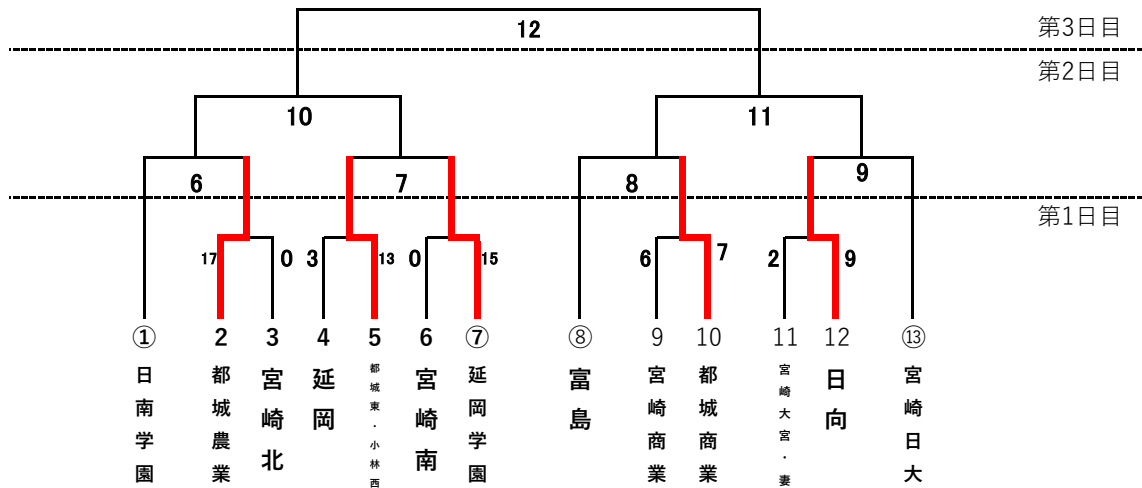 12
第3日目
第2日目
10
11
6
7
8
9
第1日目
17
0
3
13
0
15
6
7
2
9
①
2
3
4
5
6
⑦
⑧
9
10
11
12
⑬
日南学園
都城農業
宮崎北
延岡
都城東・小林西
宮崎南
延岡学園
富島
宮崎商業
都城商業
宮崎大宮・妻
日向
宮崎日大